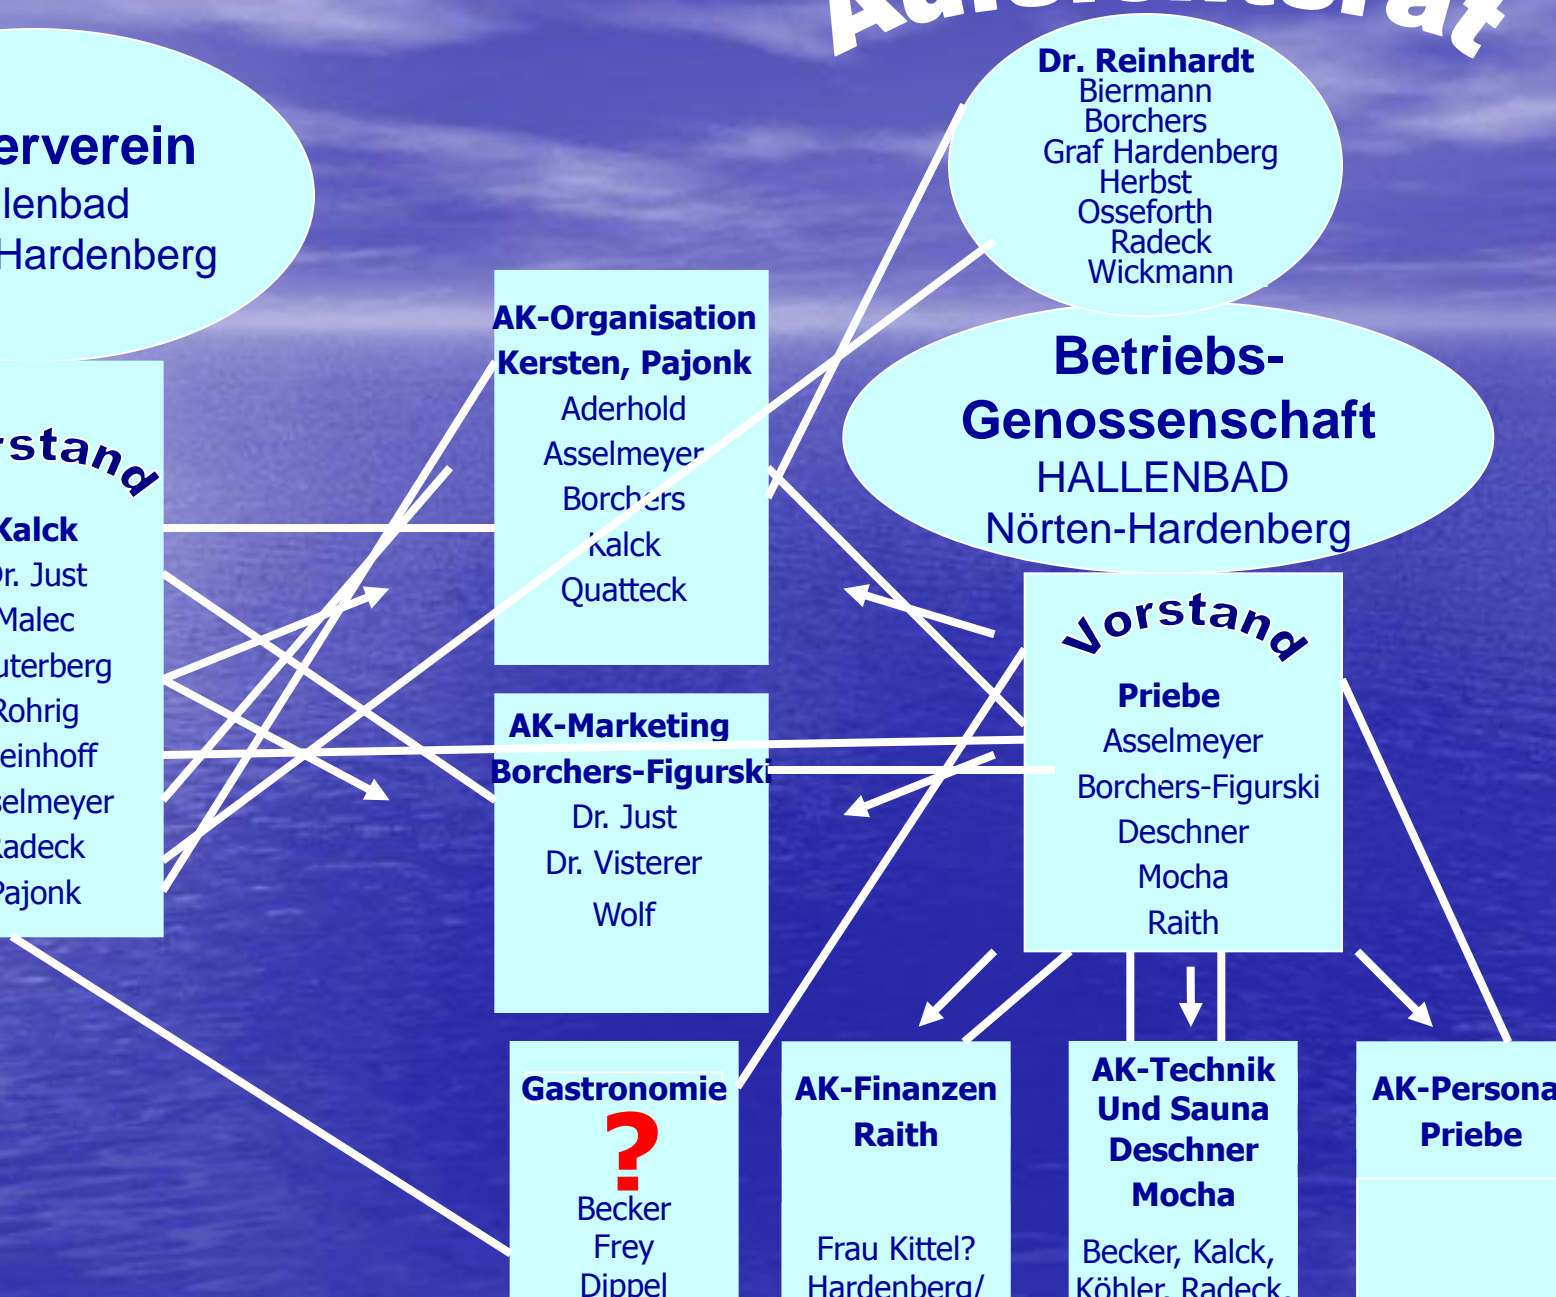 Aufsichtsrat
Dr. Reinhardt
Biermann
Borchers
Graf Hardenberg
Herbst
Osseforth
Radeck
Wickmann
erverein
lenbad
Hardenberg
rstand
Kalck
r. Just
Malec
uterberg
Rohrig
einhoff
selmeyer
adeck
Pajonk
AK-Organisation
Kersten, Pajonk
Aderhold
Asselmeyer
Borchers
Kalck
Quatteck
AK-Marketing
Borchers-Figurski
Dr. Just
Dr. Visterer
Wolf
Betriebs-
Genossenschaft
HALLENBAD
Nörten-Hardenberg
Vorstand
Priebe
Asselmeyer
Borchers-Figurski
Deschner
Mocha
Raith
Gastronomie
?
Becker
Frey
Dippel
AK-Finanzen
Raith
Frau Kittel?
Hardenberg/
AK-Technik
Und Sauna
Deschner
Mocha
Becker, Kalck,
Köhler, Radeck,
AK-Persona
Priebe